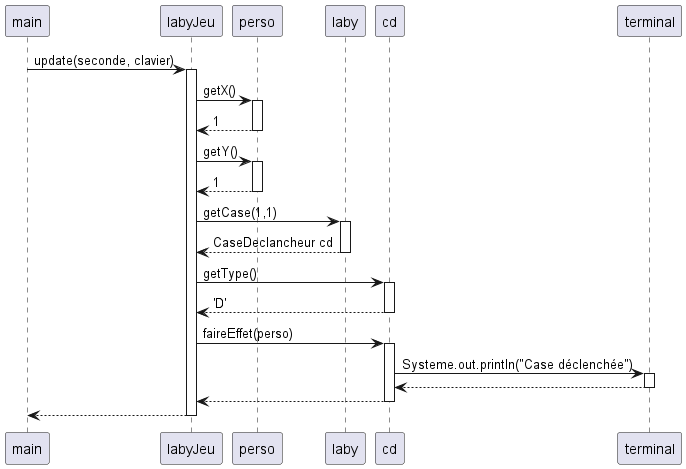 main labyJeu perso laby cd terminal
update(seconde, clavier)
getX()
1
getY()
1
getCase(1,1)
CaseDeclancheur cd
getType()
'D'
faireEffet(perso)
Systeme.out.println("Case déclenchée")
main labyJeu perso laby cd terminal